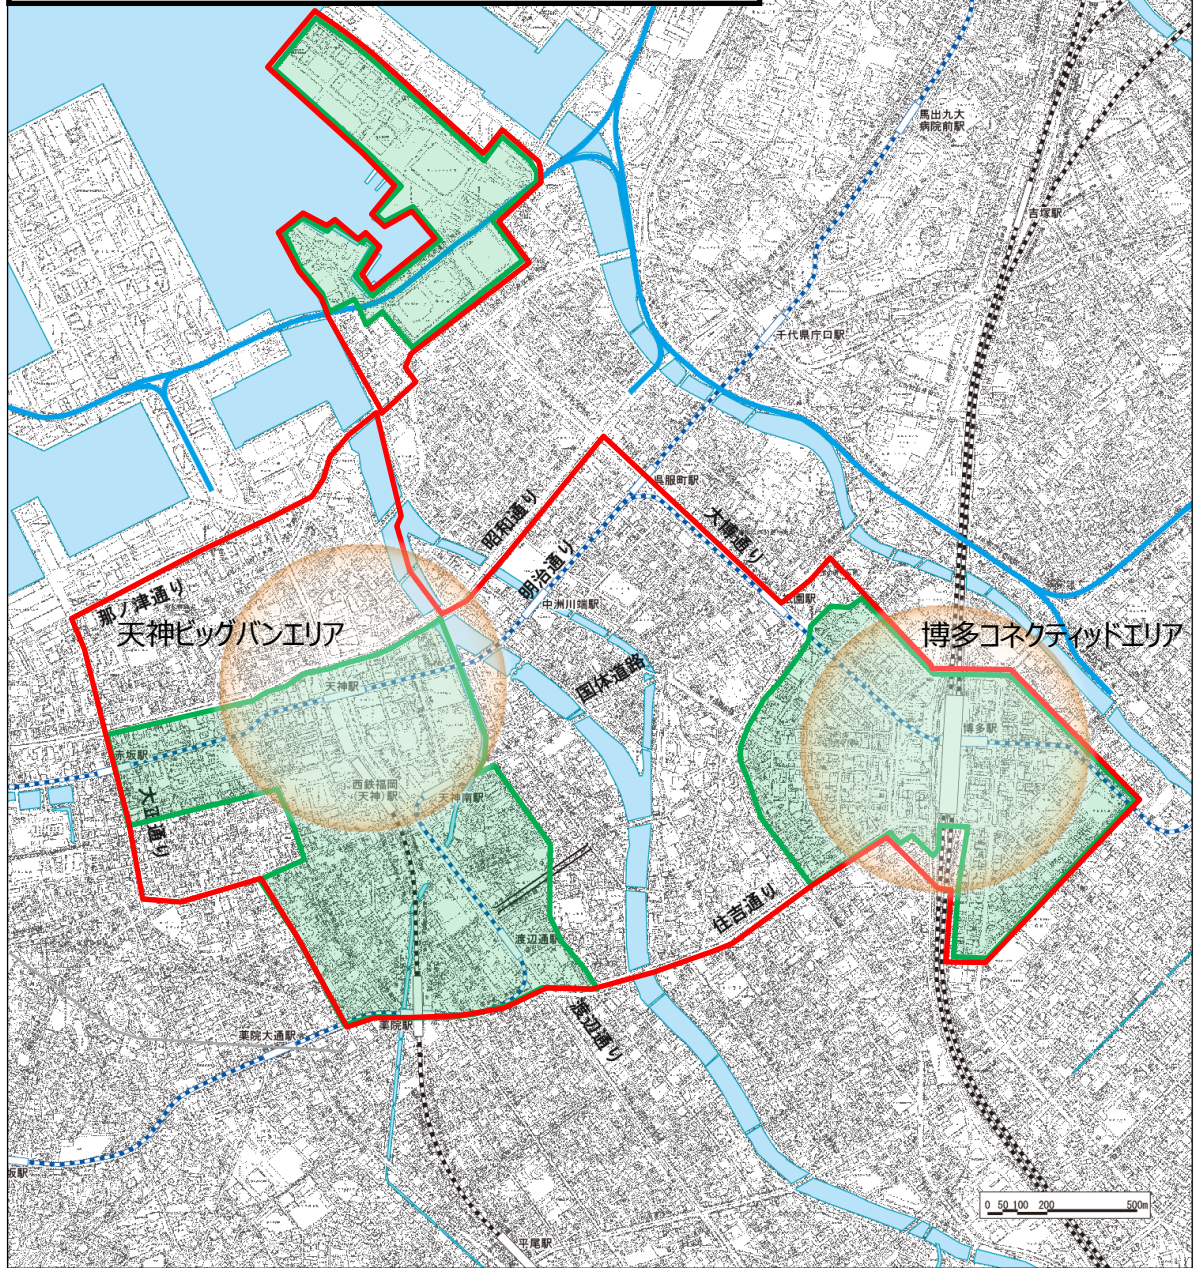 馬出九大
病院前駅
吉塚駅
千代県庁口駅
呉服町駅
大博通り
昭和通り
明治通り
那ノ津通り
中洲川端駅
園駅
天神ビッグバンエリア
博多コネクティッドエリア
国体道路
天神駅
博多駅
赤坂駅
西鉄福岡
(天神)駅
天神南駅
大正通り
住吉通り
渡辺通駅
渡辺通り
薬院駅
薬院大通駅
坂駅
平尾駅
0 50 100 200 500m